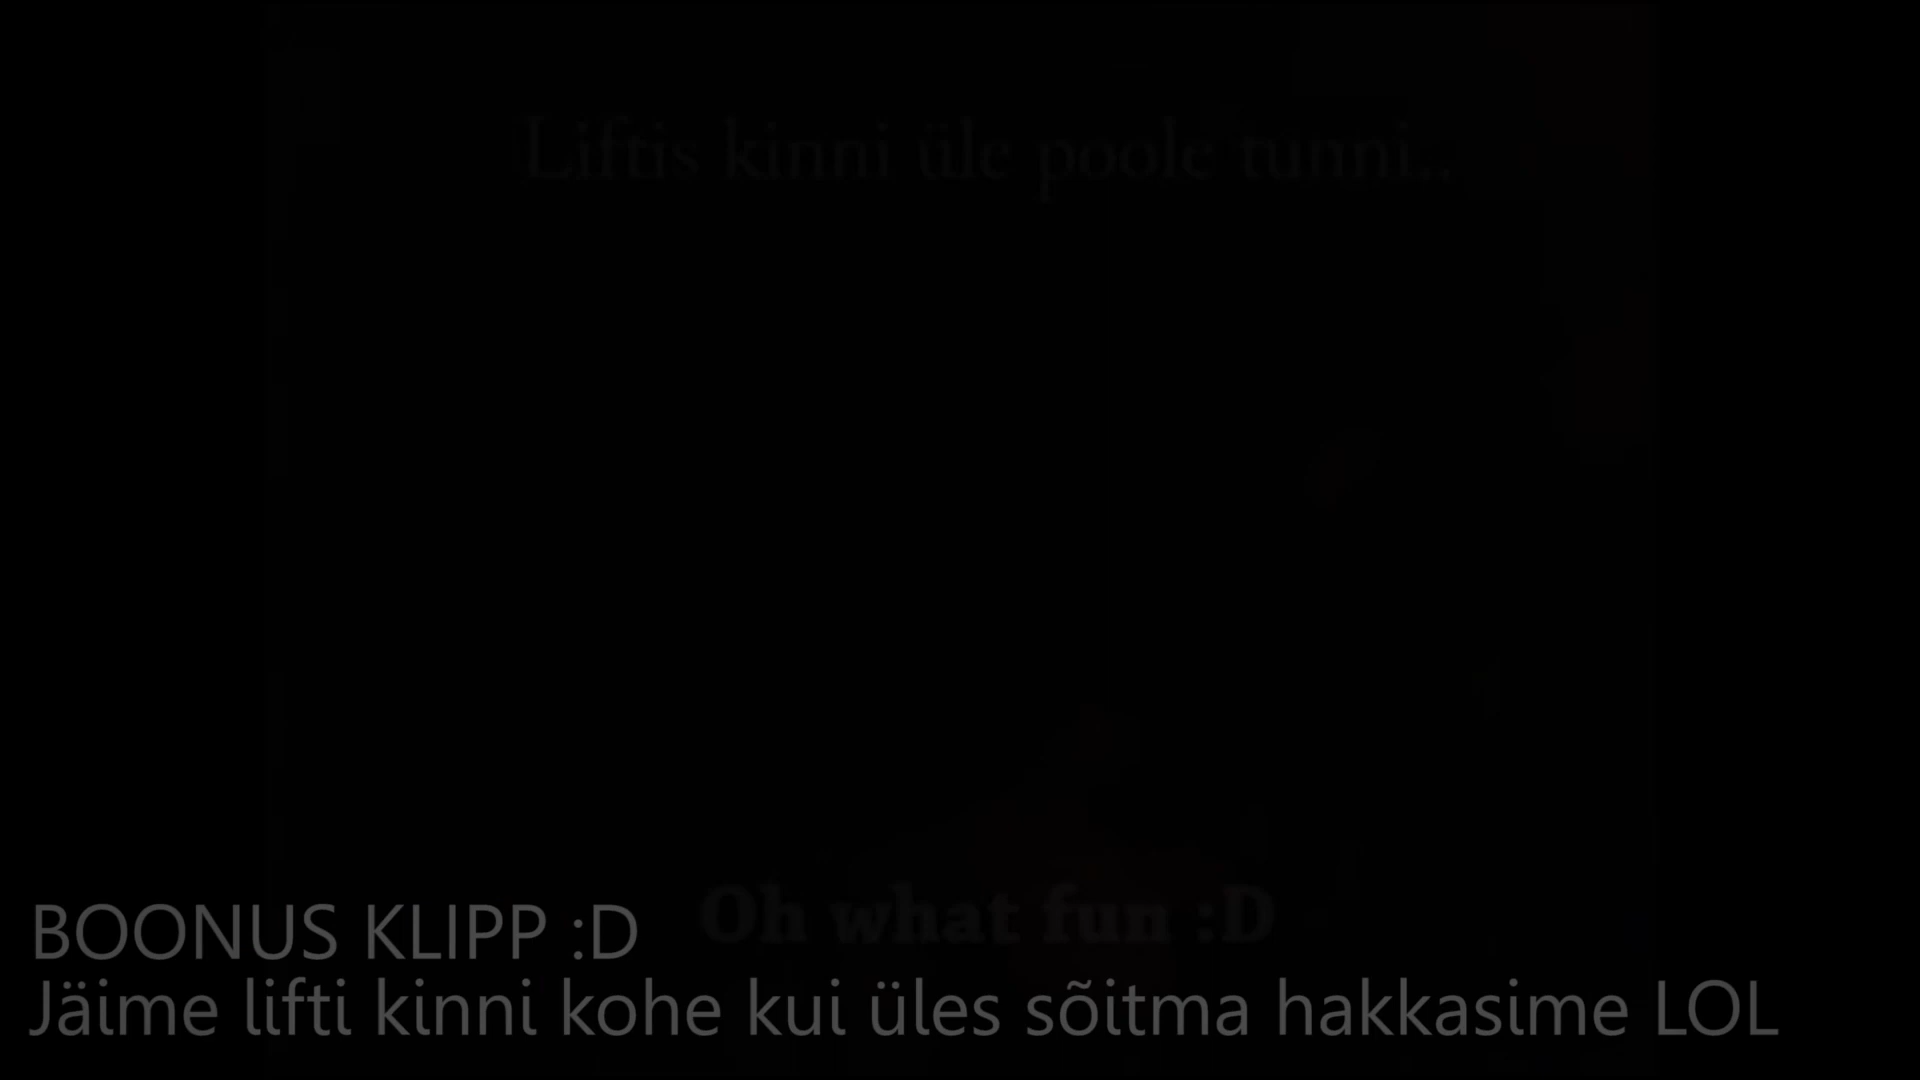 Liftis kinni üle poole tunni..
Oh what fun :D
BOONUS KLIPP :D
Jäime lifti kinni kohe kui üles sõitma hakkasime LOL